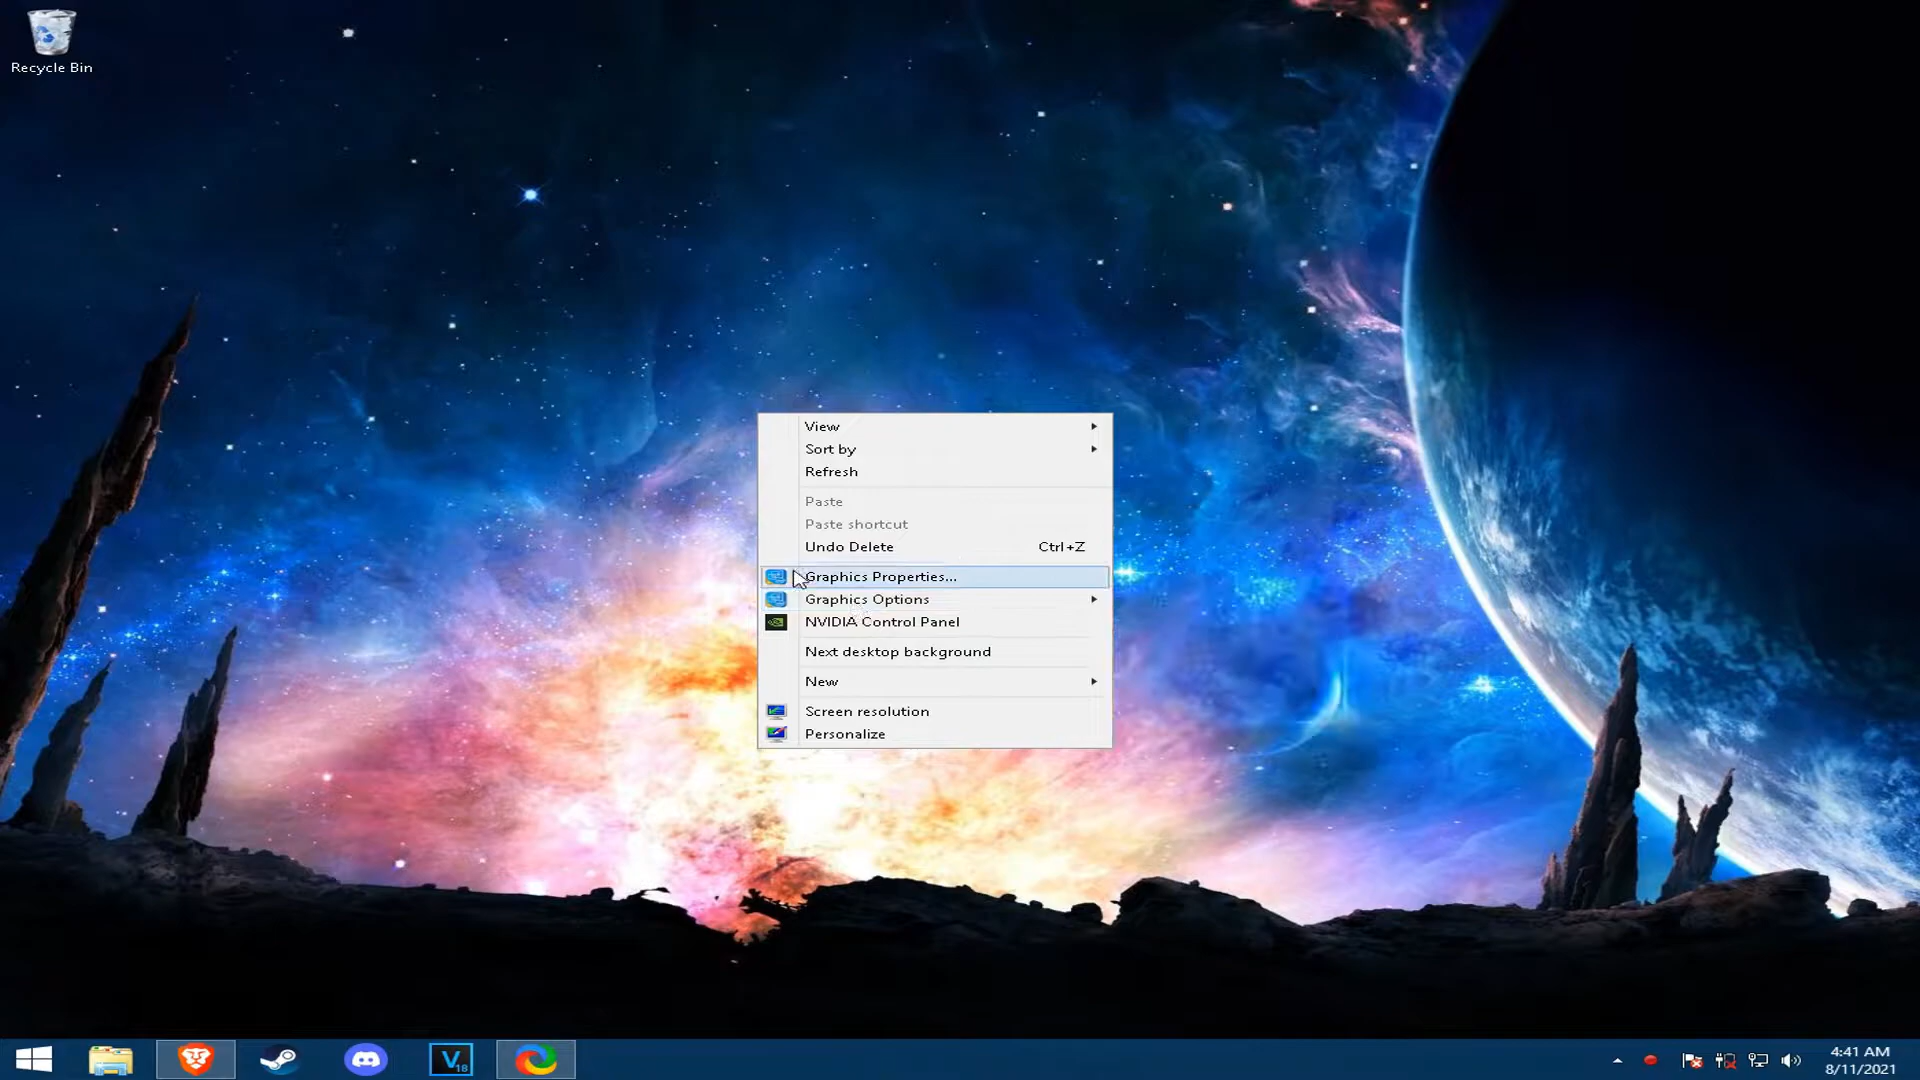 Recycle Bin
View
Sort by
Refresh
Paste
Paste shortcut
Undo Delete Ctrl+Z
Graphics Properties...
Graphics Options
NVIDIA Control Panel
Next desktop background
New
Screen resolution
Personalize
V
18
4:41 AM
8/11/2021